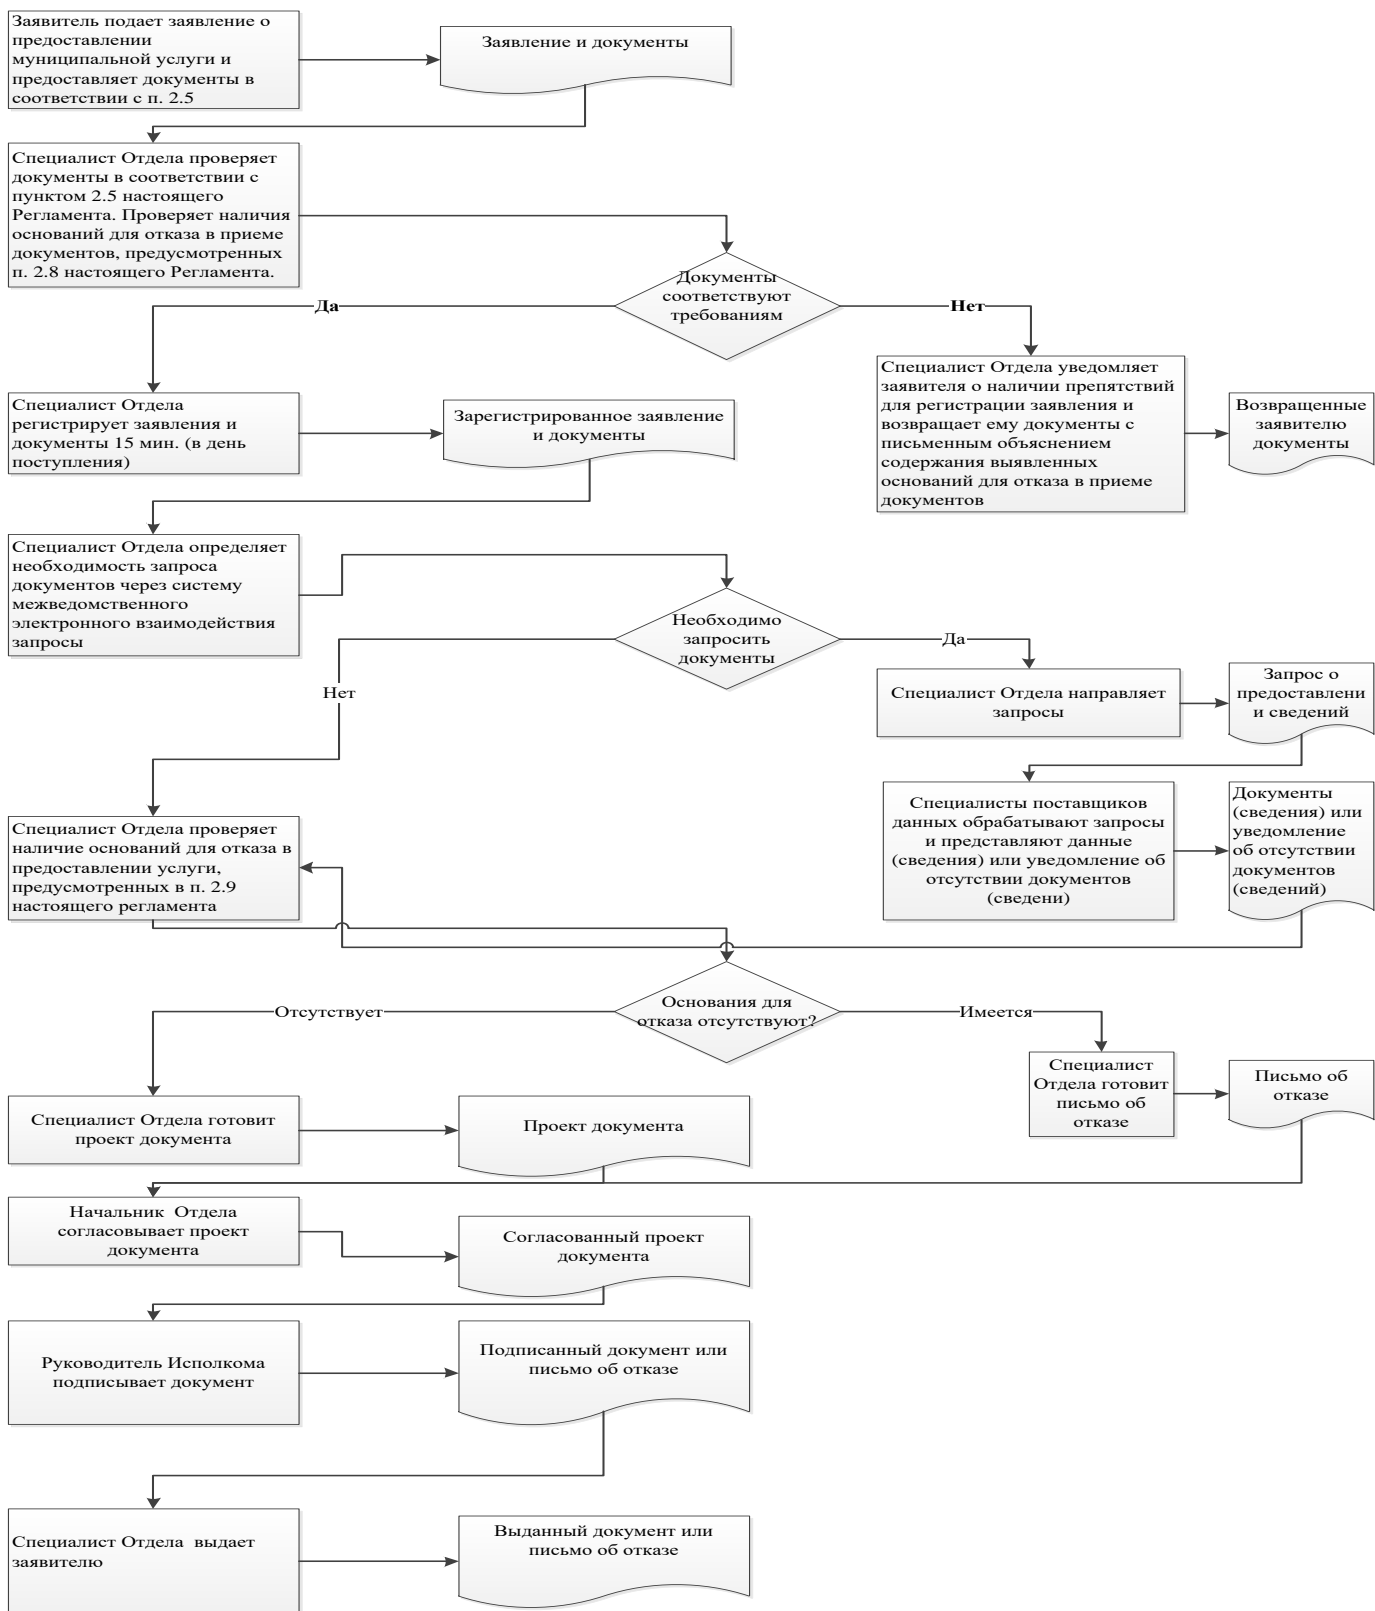 Заявитель подает заявление о
предоставлении
муниципальной услуги и
предоставляет документы в
соответствии с п. 2.5
Заявление и документы
Специалист Отдела проверяет
документы в соответствии с
пунктом 2.5 настоящего
Регламента. Проверяет наличия
оснований для отказа в приеме
документов, предусмотренных
п. 2.8 настоящего Регламента.
Документы
соответствуют
требованиям
Да
Нет
Специалист Отдела
регистрирует заявления и
документы 15 мин. (в день
поступления)
Зарегистрированное заявление
и документы
Специалист Отдела уведомляет
заявителя о наличии препятствий
для регистрации заявления и
возвращает ему документы с
письменным объяснением
содержания выявленных
оснований для отказа в приеме
документов
Возвращенные
заявителю
документы
Специалист Отдела определяет
необходимость запроса
документов через систему
межведомственного
электронного взаимодействия
запросы
Необходимо
запросить
документы
Да
Нет
Специалист Отдела направляет
запросы
Запрос о
предоставлени
и сведений
Специалисты поставщиков
данных обрабатывают запросы
и представляют данные
(сведения) или уведомление об
отсутствии документов
(сведени)
Документы
(сведения) или
уведомление
об отсутствии
документов
(сведений)
Специалист Отдела проверяет
наличие оснований для отказа в
предоставлении услуги,
предусмотренных в п. 2.9
настоящего регламента
Основания для
отказа отсутствуют?
Отсутствует
Имеется
Специалист
Отдела готовит
письмо об
отказе
Письмо об
отказе
Специалист Отдела готовит
проект документа
Проект документа
Начальник  Отдела
согласовывает проект
документа
Согласованный проект
документа
Руководитель Исполкома
подписывает документ
Подписанный документ или
письмо об отказе
Специалист Отдела  выдает
заявителю
Выданный документ или
письмо об отказе